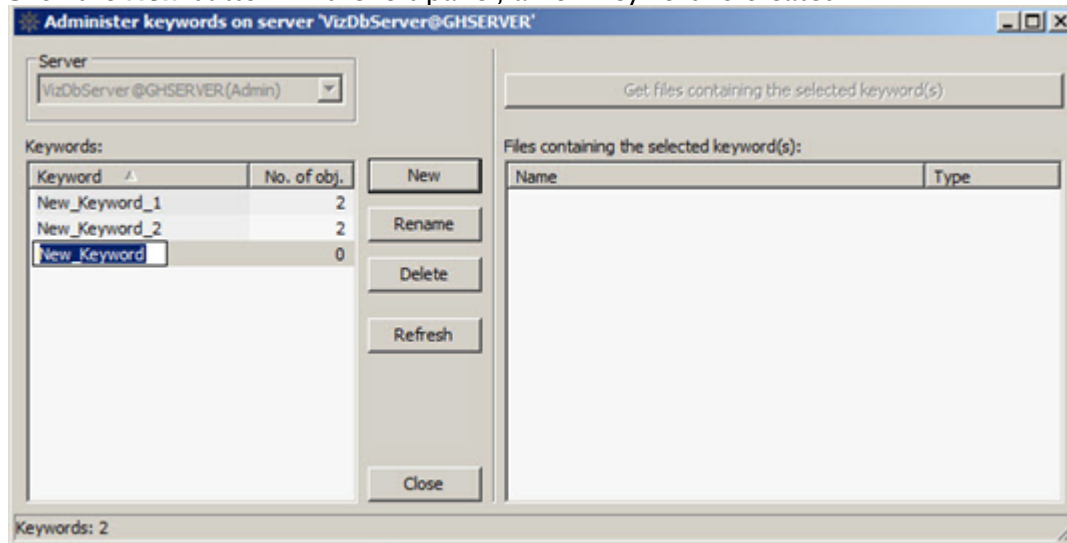 Administer keywords on server 'VizDbServer@GHSERVER'
Server
VizDbServer@GHSERVER(Admin)
Get files containing the selected keyword(s)
Keywords:
Files containing the selected keyword(s):
Keyword No. of obj.
New
Name Type
New_Keyword_1 2
New_Keyword_2 2
Rename
New_Keyword 0
Delete
Refresh
Close
Keywords: 2